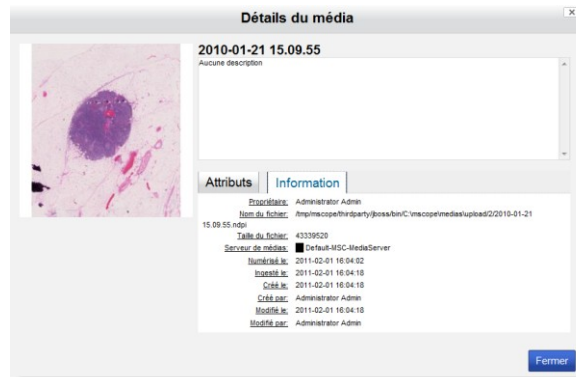 Détails du média
x
2010-01-21 15.09.55
Aucune description
Attributs
Information
Propriétaire: Administrator Admin
Nom du fichier: /tmp/mscope/thirdparty/jboss/bin/C:\mscope\medias\upload/2/2010-01-21
15.09.55.ndpi
Taille du fichier: 43339520
Serveur de médias: Default-MSC-MediaServer
Numérisé le: 2011-02-01 16:04:02
Ingesté le: 2011-02-01 16:04:18
Créé le: 2011-02-01 16:04:18
Créé par: Administrator Admin
Modifié le: 2011-02-01 16:04:18
Modifié par: Administrator Admin
Fermer